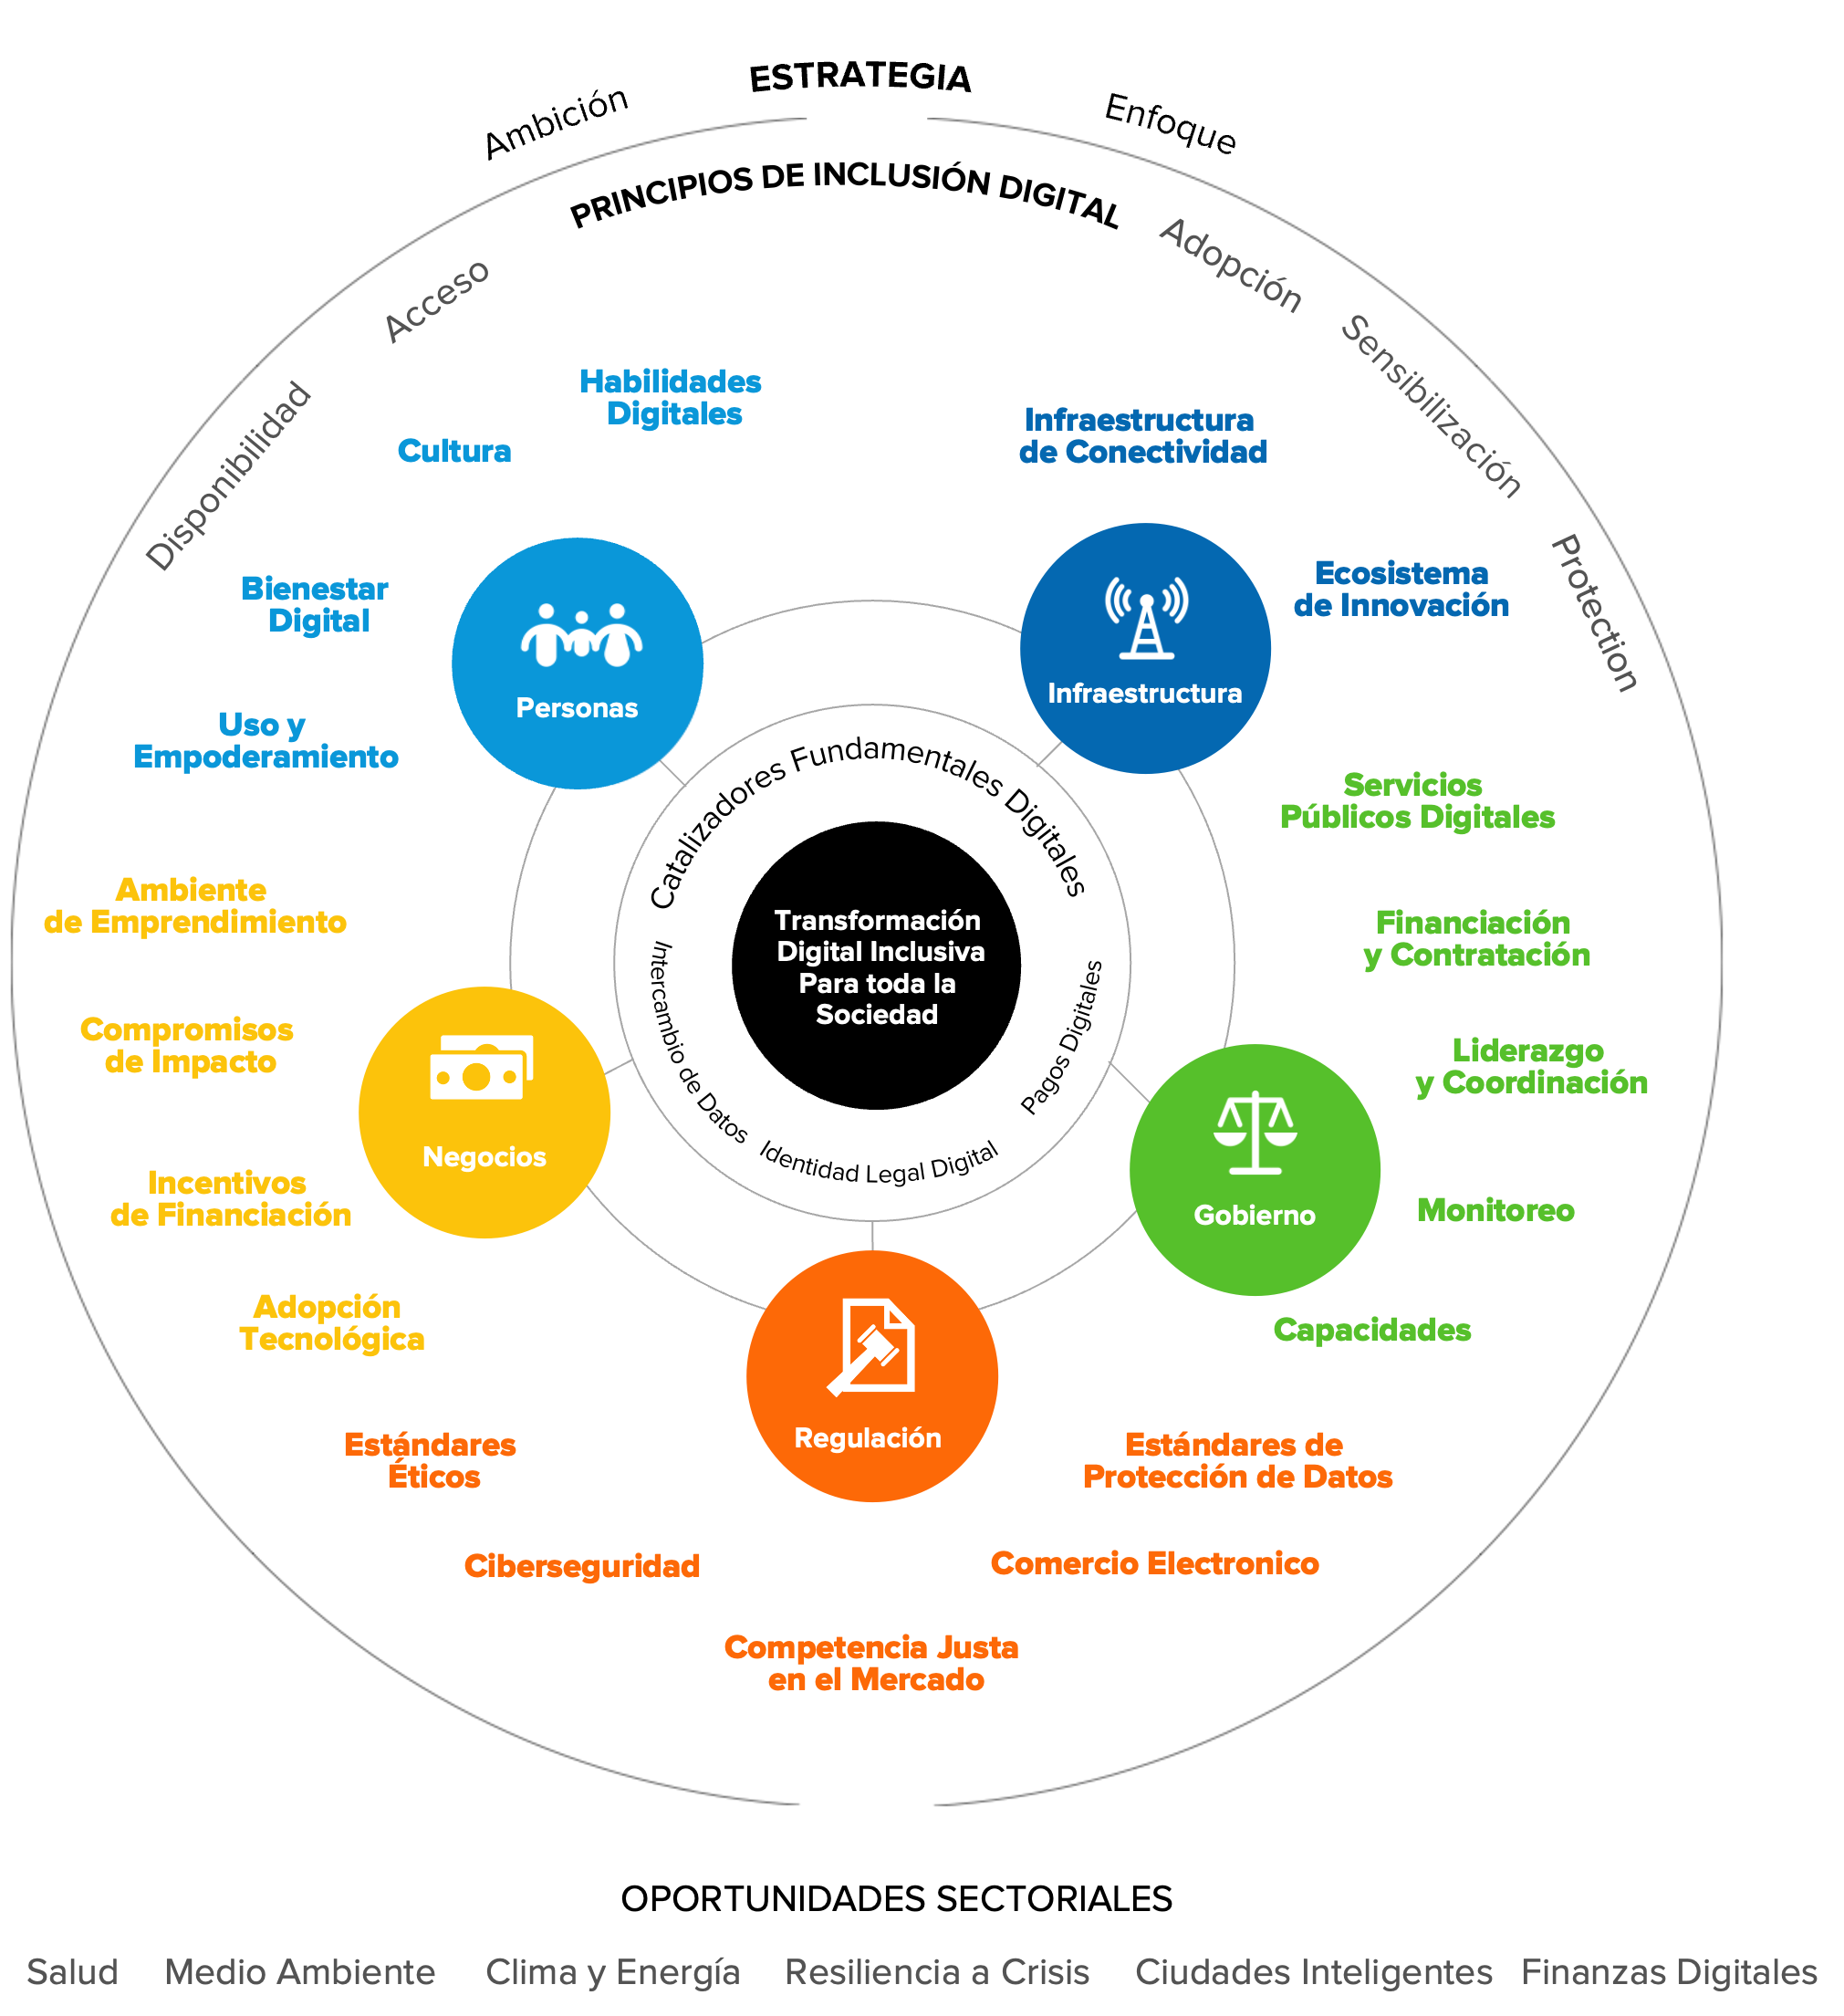 ESTRATEGIA
Ambición
Enfoque
PRINCIPIOS DE INCLUSIÓN DIGITAL
Disponibilidad
Acceso
Adopción
Sensibilización
Protection
Habilidades
Digitales
Cultura
Bienestar
Digital
Uso y
Empoderamiento
Personas
Infraestructura
de Conectividad
Ecosistema
de Innovación
Infraestructura
Servicios
Públicos Digitales
Financiación
y Contratación
Liderazgo
y Coordinación
Monitoreo
Capacidades
Gobierno
Catalizadores Fundamentales Digitales
Transformación
Digital Inclusiva
Para toda la
Sociedad
Intercambio de Datos
Identidad Legal Digital
Pagos Digitales
Ambiente
de Emprendimiento
Compromisos
de Impacto
Incentivos
de Financiación
Adopción
Tecnológica
Negocios
Regulación
Estándares
Éticos
Ciberseguridad
Competencia Justa
en el Mercado
Comercio Electronico
Estándares de
Protección de Datos
OPORTUNIDADES SECTORIALES
Salud Medio Ambiente Clima y Energía Resiliencia a Crisis Ciudades Inteligentes Finanzas Digitales